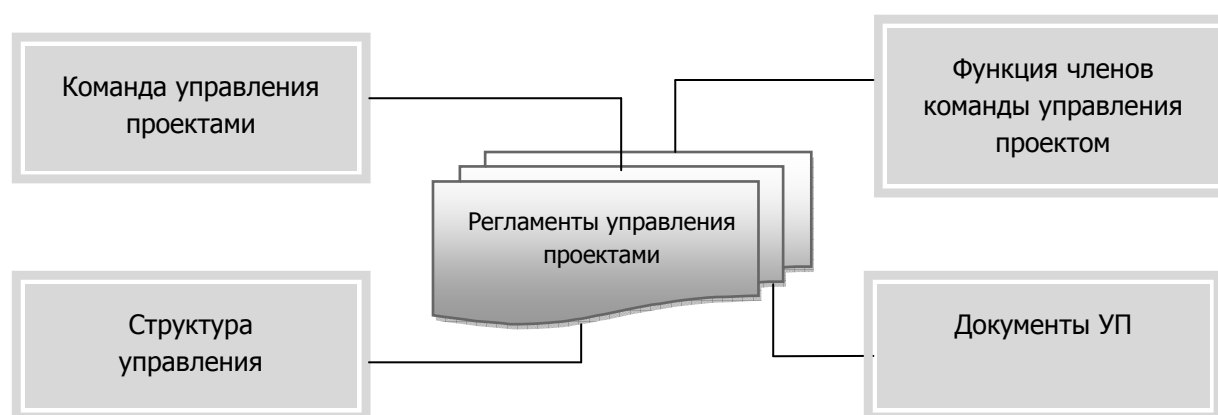 Команда управления
проектами
Функция членов
команды управления
проектом
Регламенты управления
проектами
Структура
управления
Документы УП